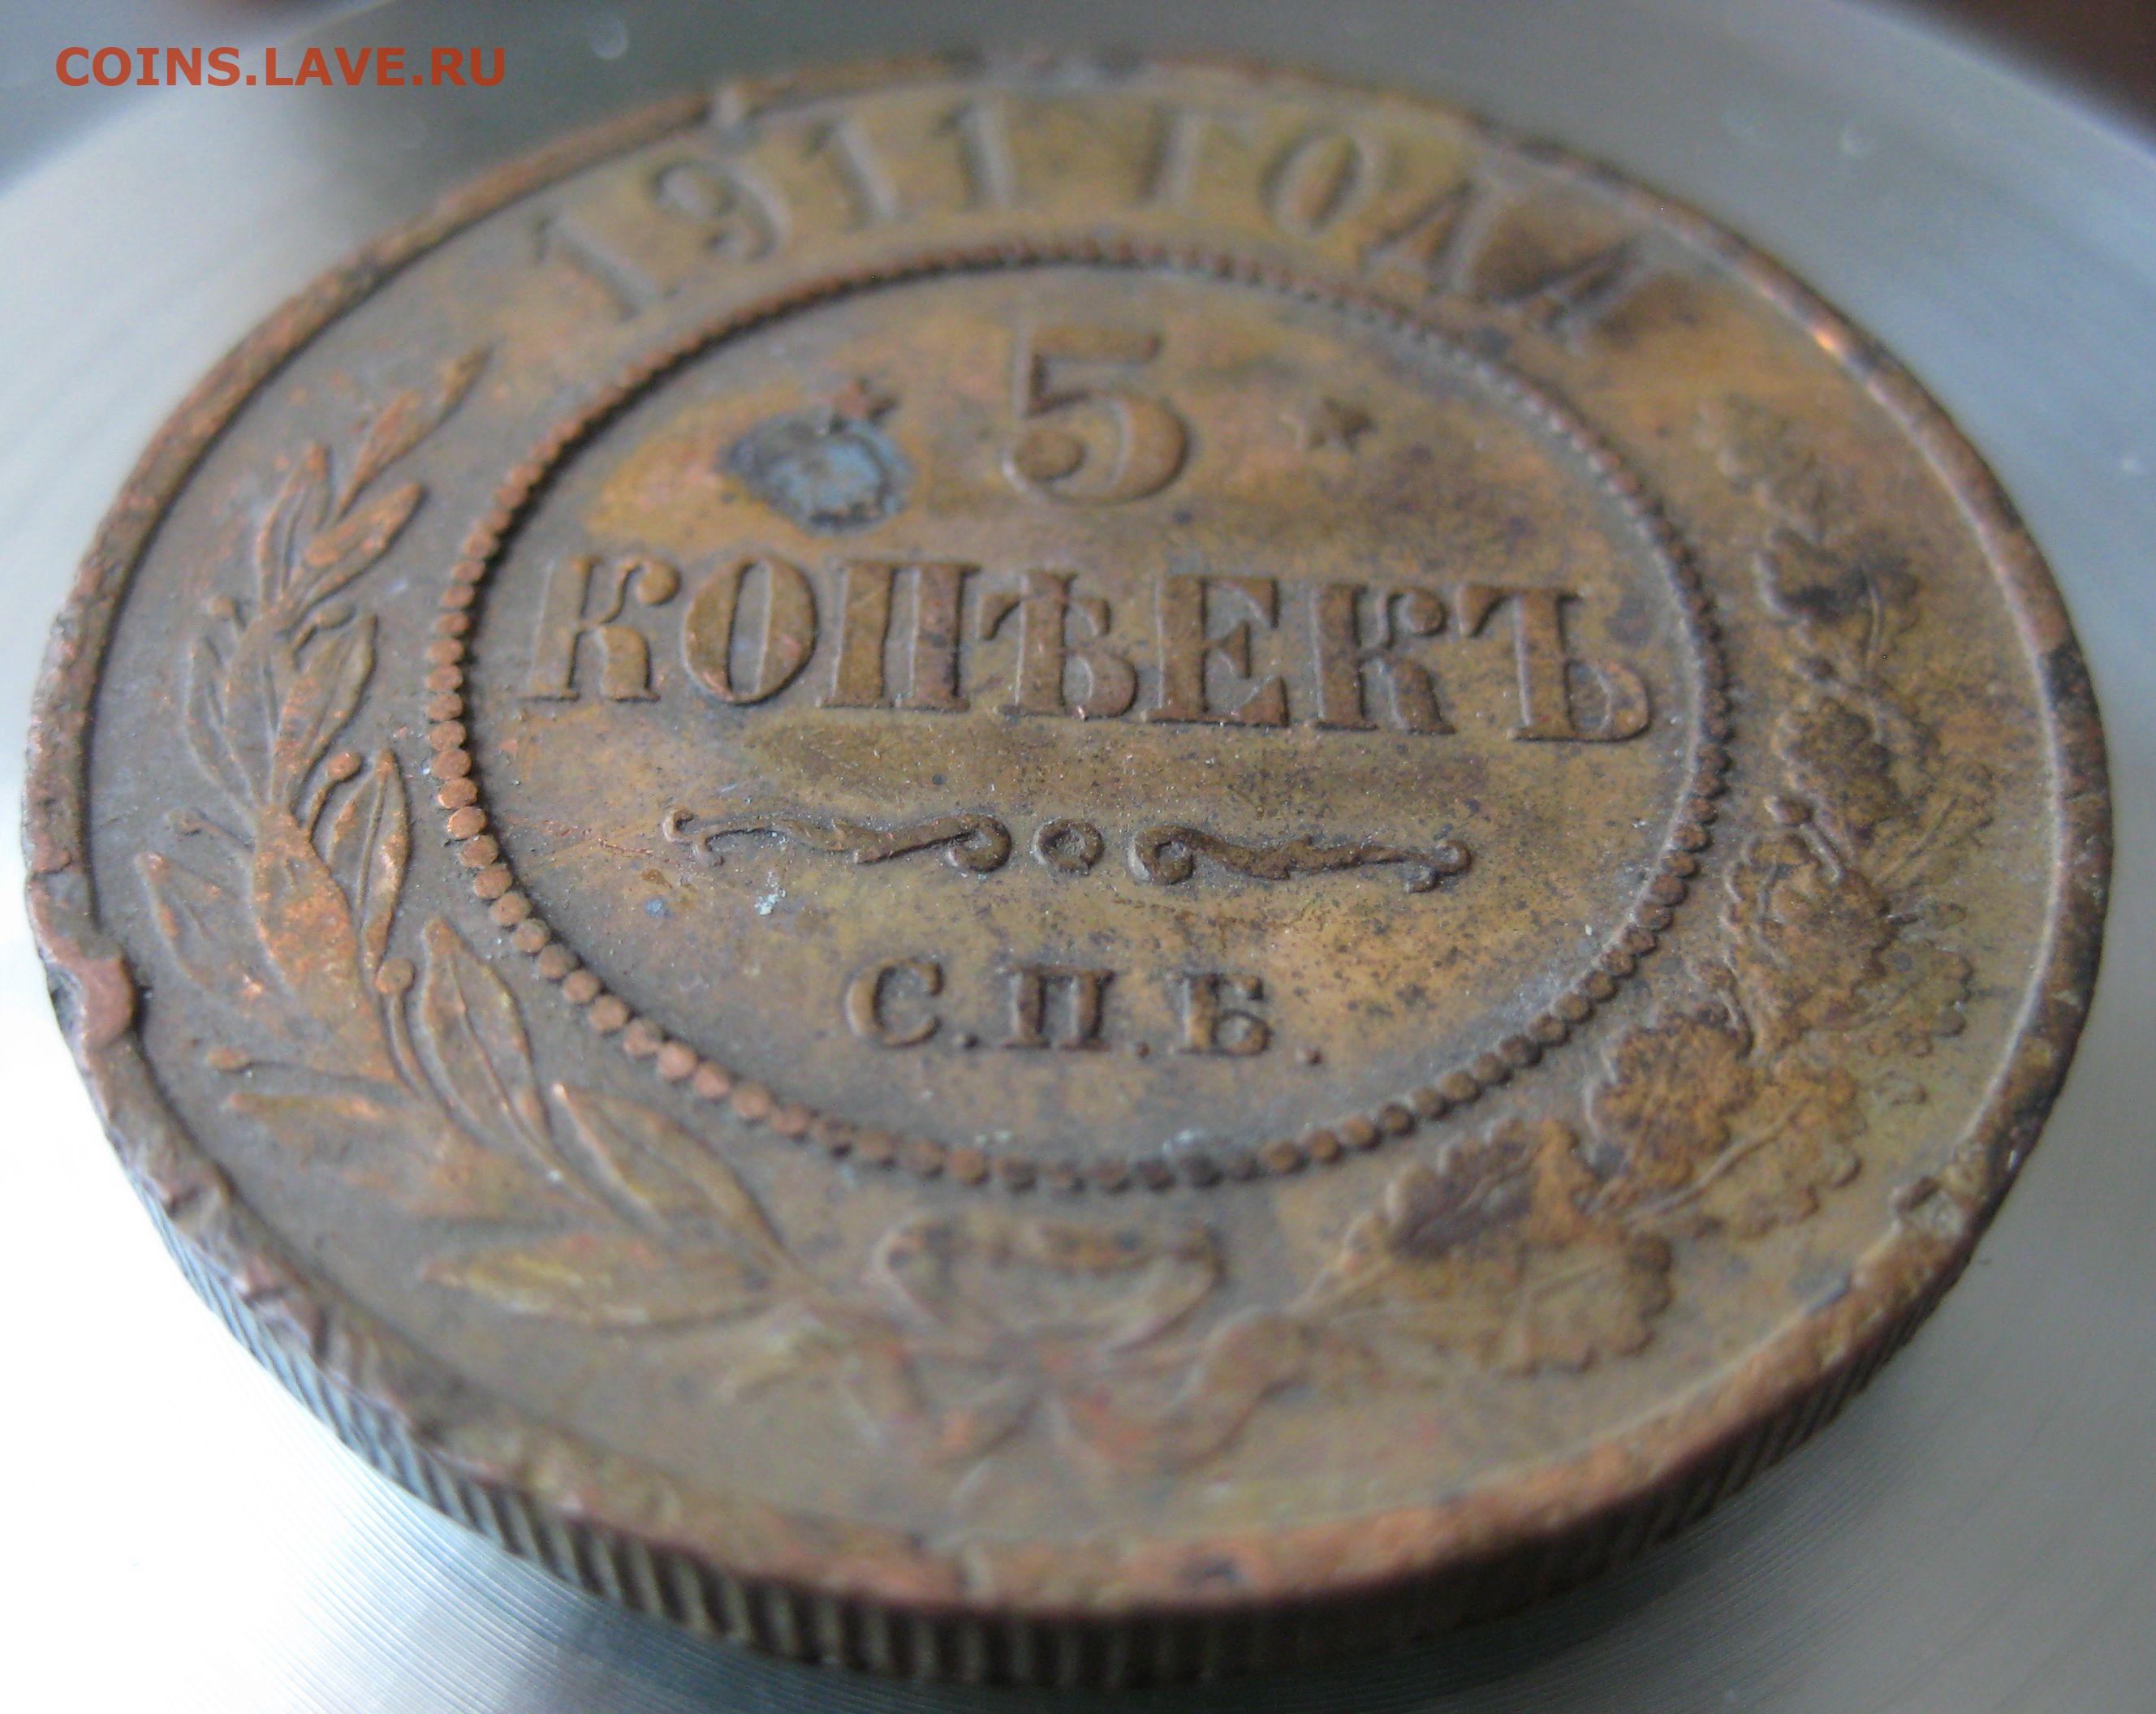 COINS.LAVE.RU
1911 ГОДА
5
КОПѢЕКЪ
С.П.Б.